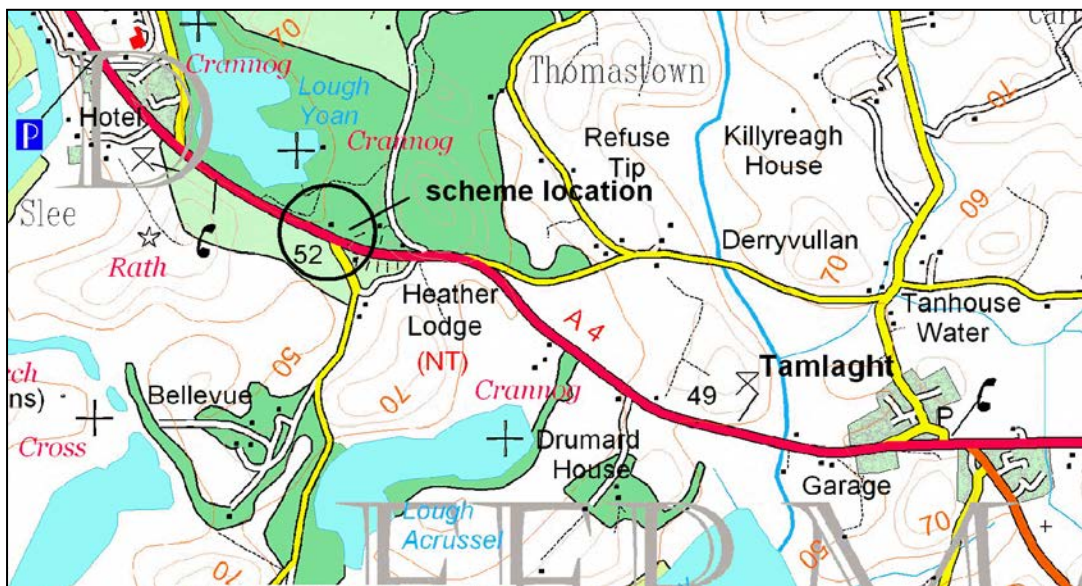 70
Crannog
Lough
Yoan
Hotel
P
Crannog
Thomastown
Refuse
Tip
Killyreagh
House
70
D
Slee
scheme location
Derryvullan
60
70
Rath
52
Heather
Lodge
(NT)
A 4
Tanhouse
Water
50
70
Bellevue
Crannog
49
Tamlaght
P
ns)
Cross
Drumard
House
Garage
Lough
Acrussel
70
50
70